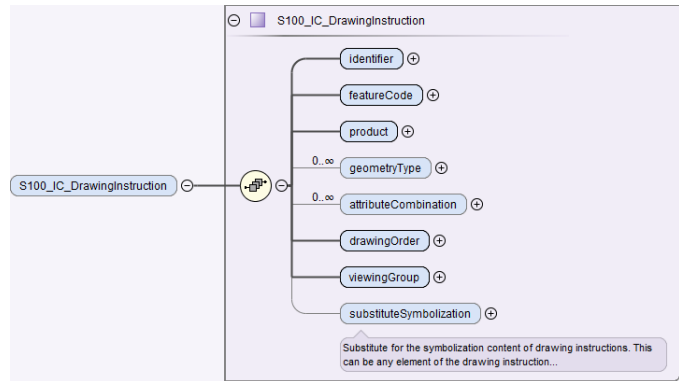 S100_IC_DrawingInstruction
identifier
featureCode
product
0..∞
geometryType
S100_IC_DrawingInstruction
0..∞
attributeCombination
drawingOrder
viewingGroup
substituteSymbolization
Substitute for the symbolization content of drawing instructions. This
can be any element of the drawing instruction...